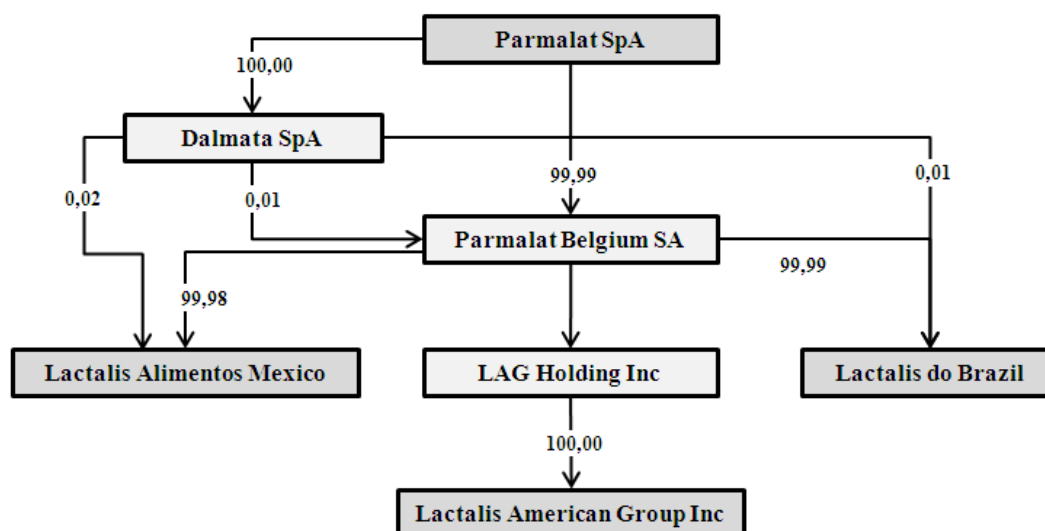 Parmalat SpA
100,00
Dalmata SpA
0,02
0,01
99,99
0,01
Parmalat Belgium SA
99,99
99,98
Lactalis Alimentos Mexico
LAG Holding Inc
Lactalis do Brazil
100,00
Lactalis American Group Inc